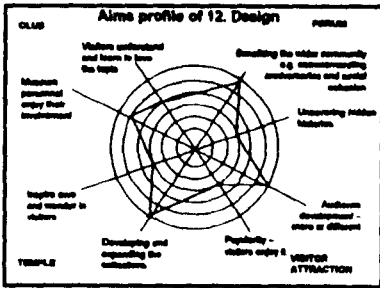 Aims profile of 12. Design
CLUB
FORUM
Visitors understand
and learn to love
the topic
Benefiting the wider community
e.g. commemorating
anniversaries and social
cohesion
Museum
personnel
enjoy their
involvement
Uncovering hidden
histories
Inspire awe
and wonder in
visitors
Audience
development -
more or different
Developing and
expanding the
collections
Popularity -
visitors enjoy it
TEMPLE
VISITOR
ATTRACTION